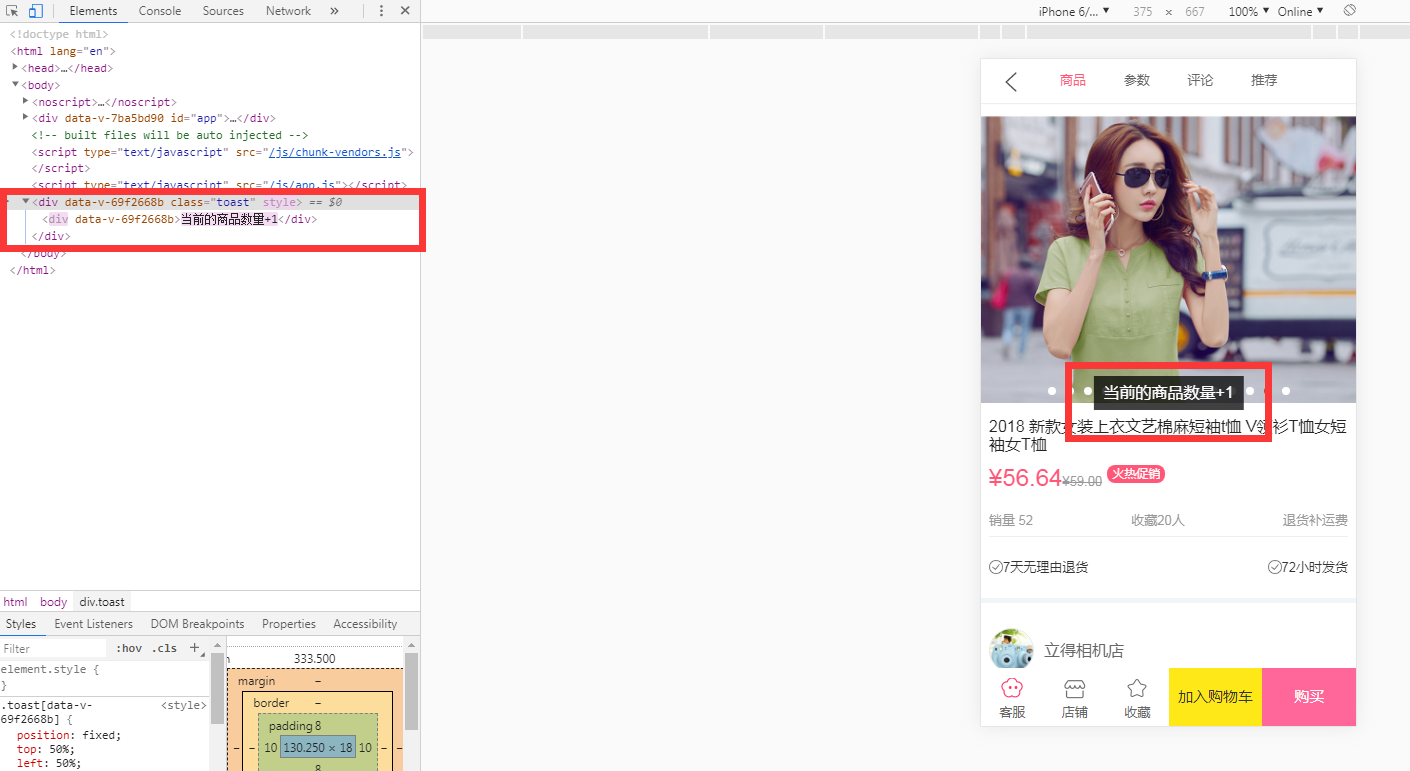 Elements Console Sources Network »
iPhone 6/... ▼ 375 × 667 100% ▼ Online ▼
<!doctype html>
<html lang="en">
<head>…</head>
<body>
<noscript>…</noscript>
<div data-v-7ba5bd90 id="app">…</div>
<!-- built files will be auto injected -->
<script type="text/javascript" src="/js/chunk-vendors.js">
</script>
<script type="text/javascript" src="/js/app.js"></script>
<div data-v-69f2668b class="toast" style> == $0
<div data-v-69f2668b>当前的商品数量+1</div>
</div>
</body>
</html>
html body div.toast
Styles Event Listeners DOM Breakpoints Properties Accessibility
Filter :hov .cls +
element.style {
}
.toast[data-v- <style>
69f2668b] {
position: fixed;
top: 50%;
left: 50%;
333.500
margin –
border –
padding 8
– – 10 130.250 × 18 10 – –
8
商品 参数 评论 推荐
当前的商品数量+1
2018 新款女装上衣文艺棉麻短袖t恤 V领衫T恤女短
袖女T恤
¥56.64 ¥59.00 火热促销
销量 52 收藏20人 退货补运费
7天无理由退货 72小时发货
立得相机店
客服 店铺 收藏 加入购物车 购买